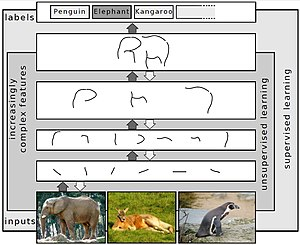 labels
Penguin
Elephant
Kangaroo
increasingly
complex features
unsupervised learning
supervised learning
inputs